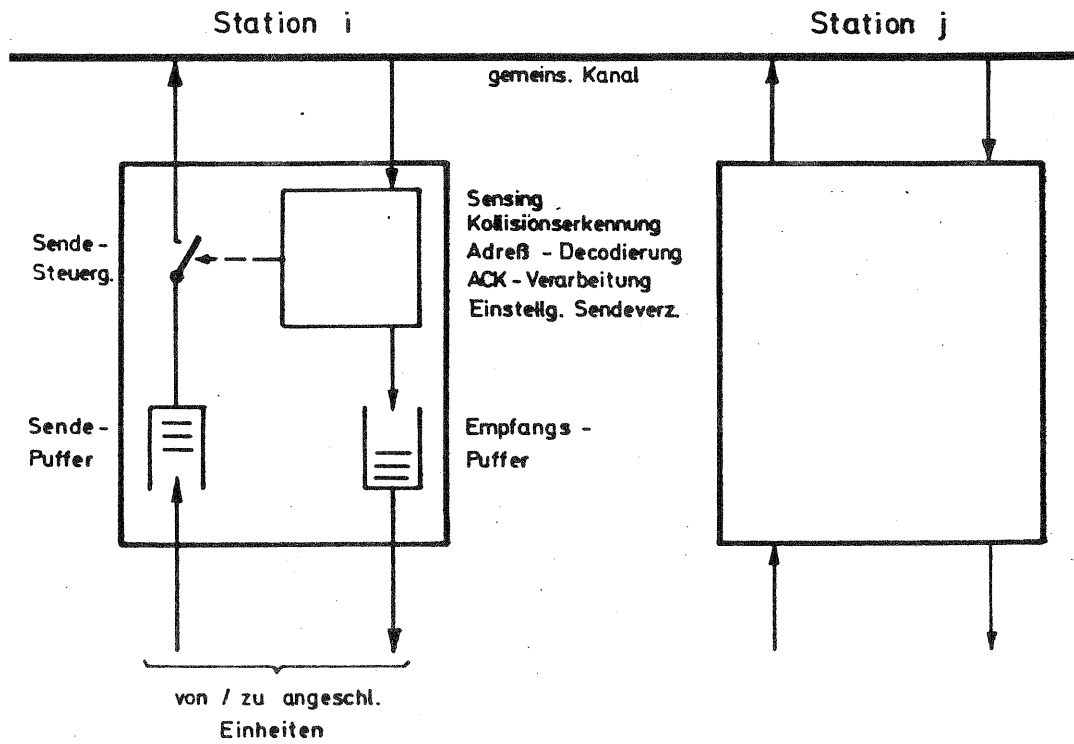 Station i
Station j
gemeins. Kanal
Sensing
Kollisionserkennung
Adreß - Decodierung
ACK - Verarbeitung
Einstellg. Sendeverz.
Sende -
Steuerg.
Sende -
Puffer
Empfangs -
Puffer
von / zu angeschl.
Einheiten